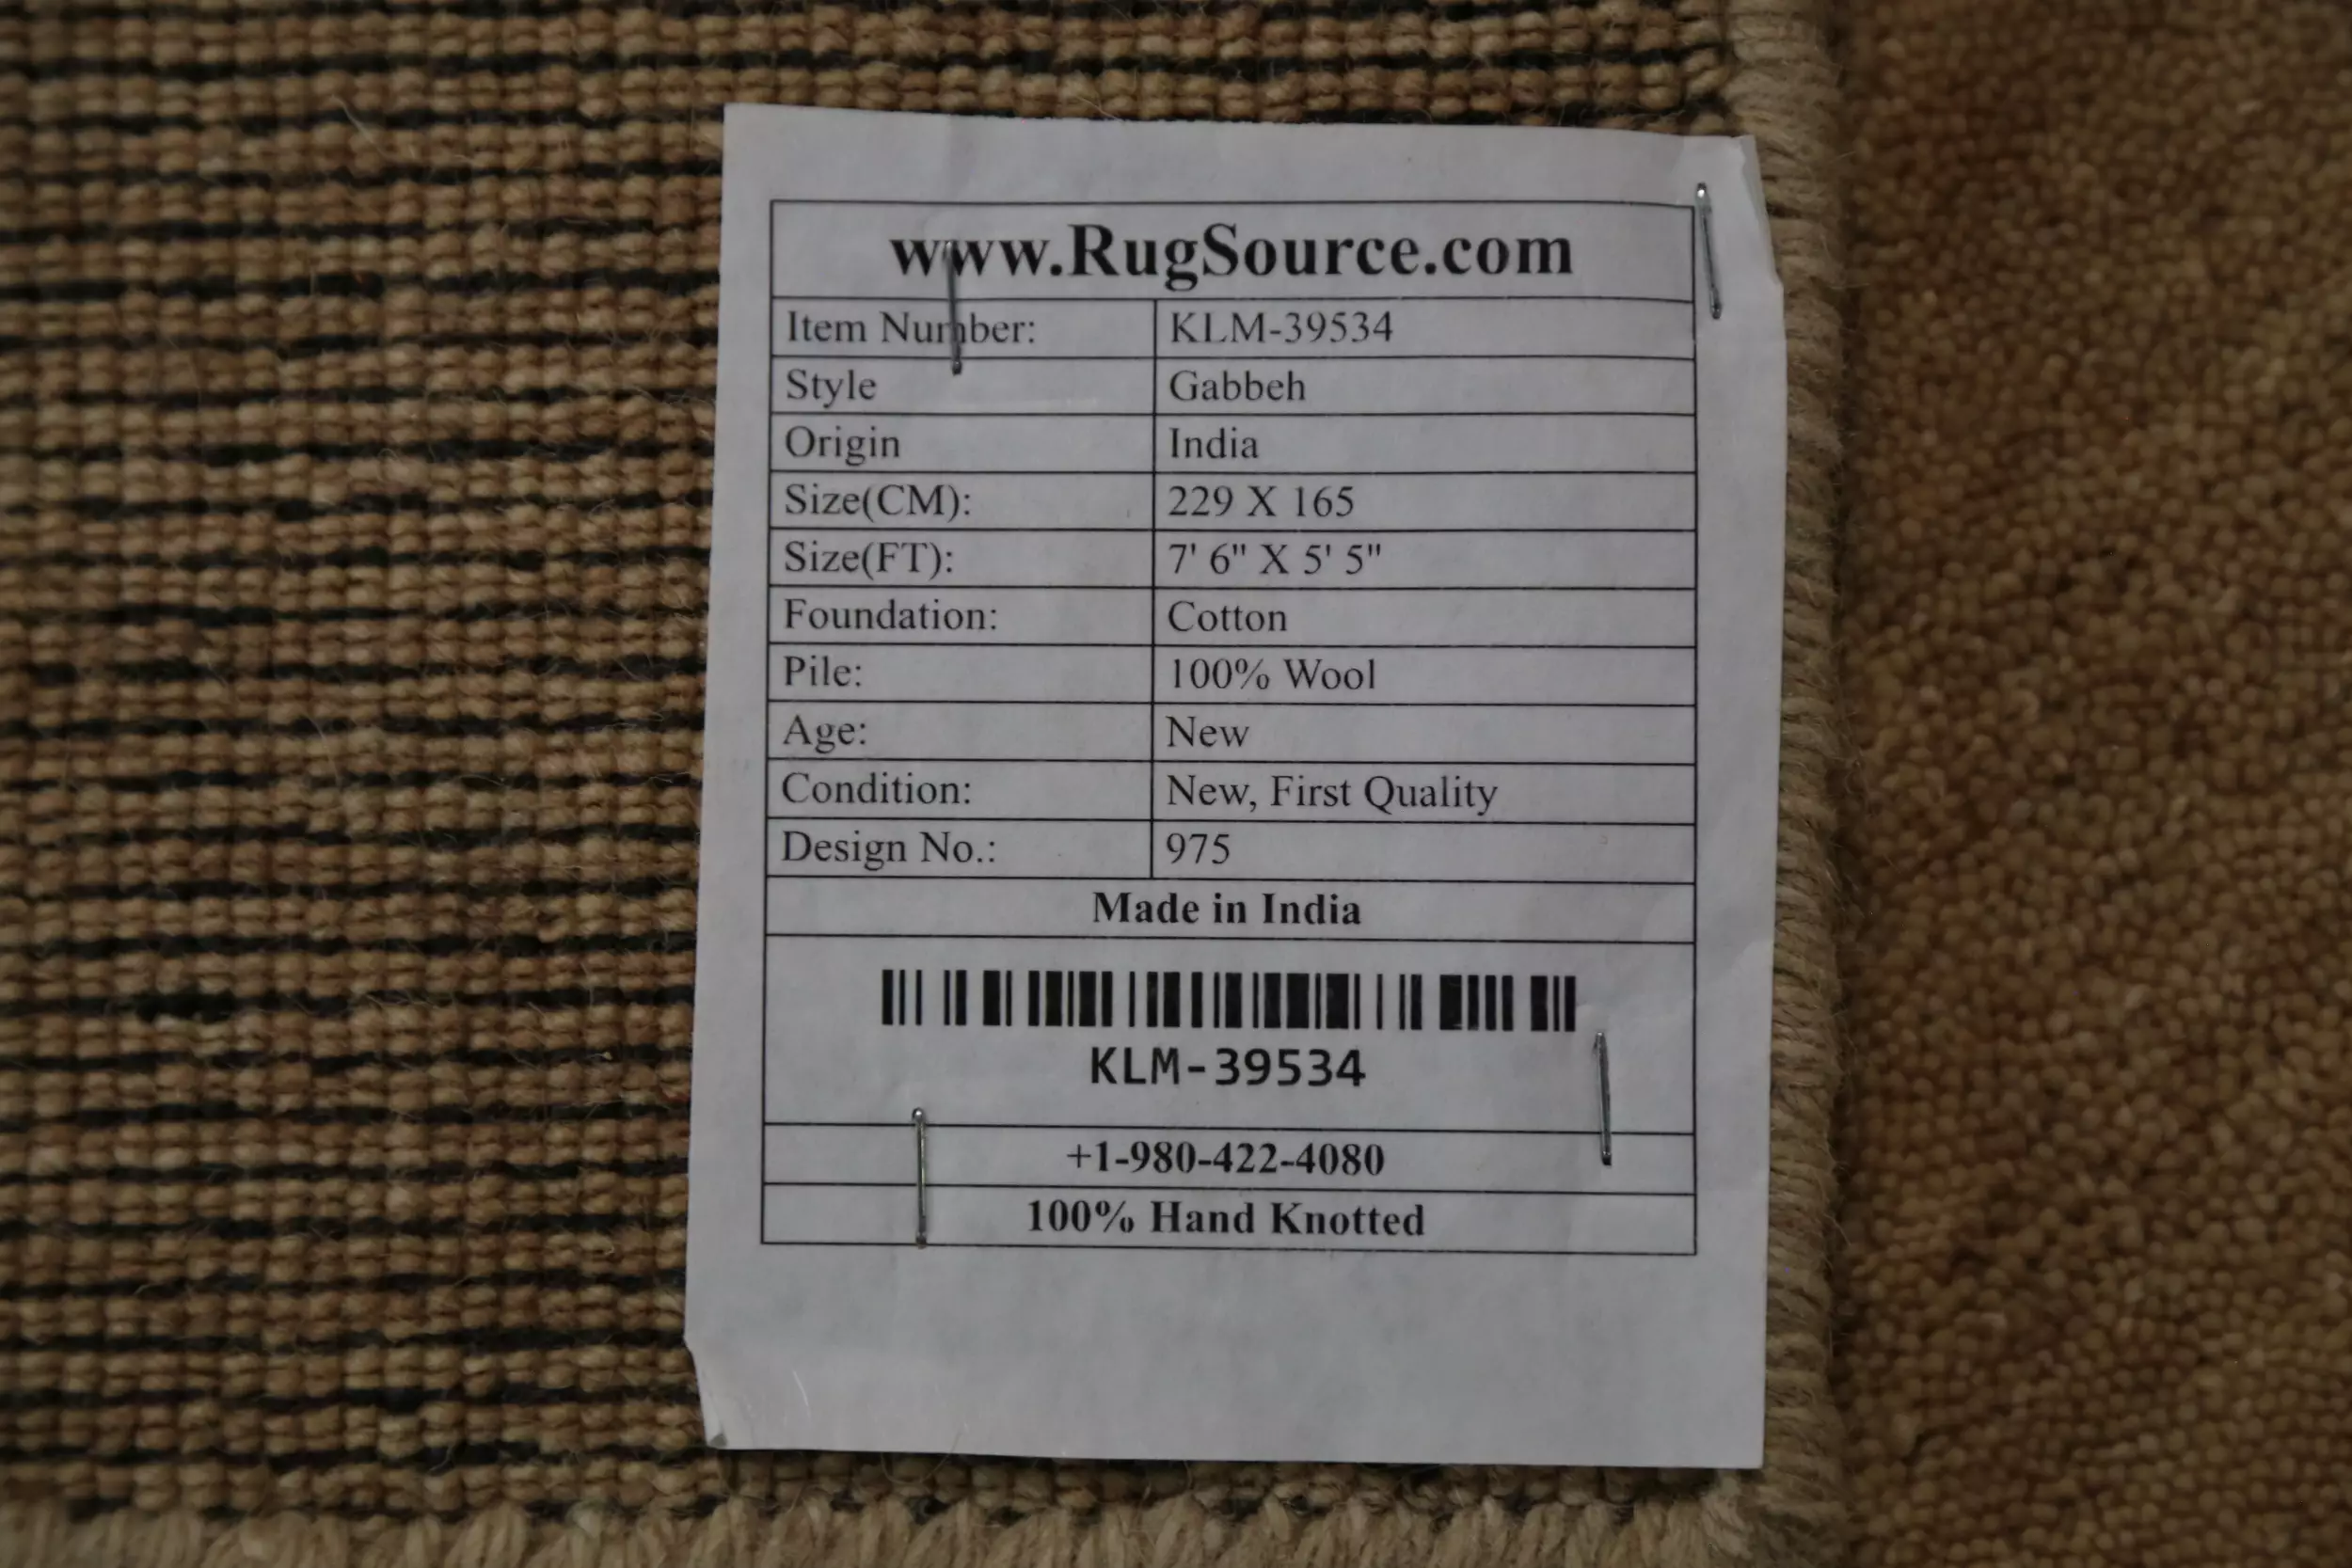 www.RugSource.com
Item Number: KLM-39534
Style Gabbeh
Origin India
Size(CM): 229 X 165
Size(FT): 7' 6" X 5' 5"
Foundation: Cotton
Pile: 100% Wool
Age: New
Condition: New, First Quality
Design No.: 975
Made in India
KLM-39534
+1-980-422-4080
100% Hand Knotted